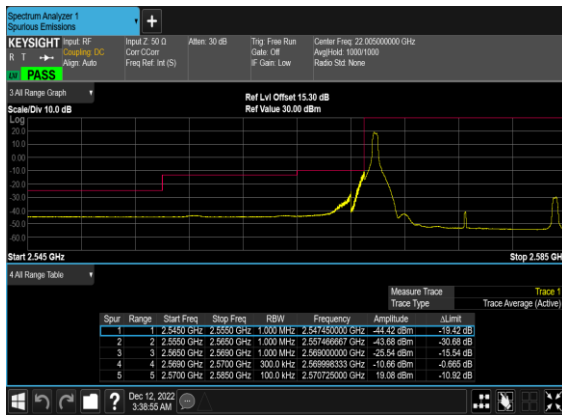 Spectrum Analyzer 1
Spurious Emissions
KEYSIGHT Input: RF Input Z: 50 Ω Atten: 30 dB Trig: Free Run Center Freq: 22.005000000 GHz
R T Coupling: DC Corr CCorr Gate: Off Avg|Hold: 1000/1000
Align: Auto Freq Ref: Int (S) IF Gain: Low Radio Std: None
PASS
3 All Range Graph
Ref Lvl Offset 15.30 dB
Scale/Div 10.0 dB Ref Value 30.00 dBm
Log
20.0
10.0
0.00
-10.0
-20.0
-30.0
-40.0
-50.0
-60.0
Start 2.545 GHz Stop 2.585 GH
4 All Range Table
Measure Trace Trace 1
Trace Type Trace Average (Active)
Spur Range Start Freq Stop Freq RBW Frequency Amplitude ΔLimit
1 1 2.5450 GHz 2.5550 GHz 1.000 MHz 2.547450000 GHz -44.42 dBm -19.42 dB
2 2 2.5550 GHz 2.5650 GHz 1.000 MHz 2.557466667 GHz -43.68 dBm -30.68 dB
3 3 2.5650 GHz 2.5690 GHz 1.000 MHz 2.569000000 GHz -25.54 dBm -15.54 dB
4 4 2.5690 GHz 2.5700 GHz 300.0 kHz 2.569998333 GHz -10.66 dBm -0.665 dB
5 5 2.5700 GHz 2.5850 GHz 100.0 kHz 2.570725000 GHz 19.08 dBm -10.92 dB
Dec 12, 2022
3:38:55 AM